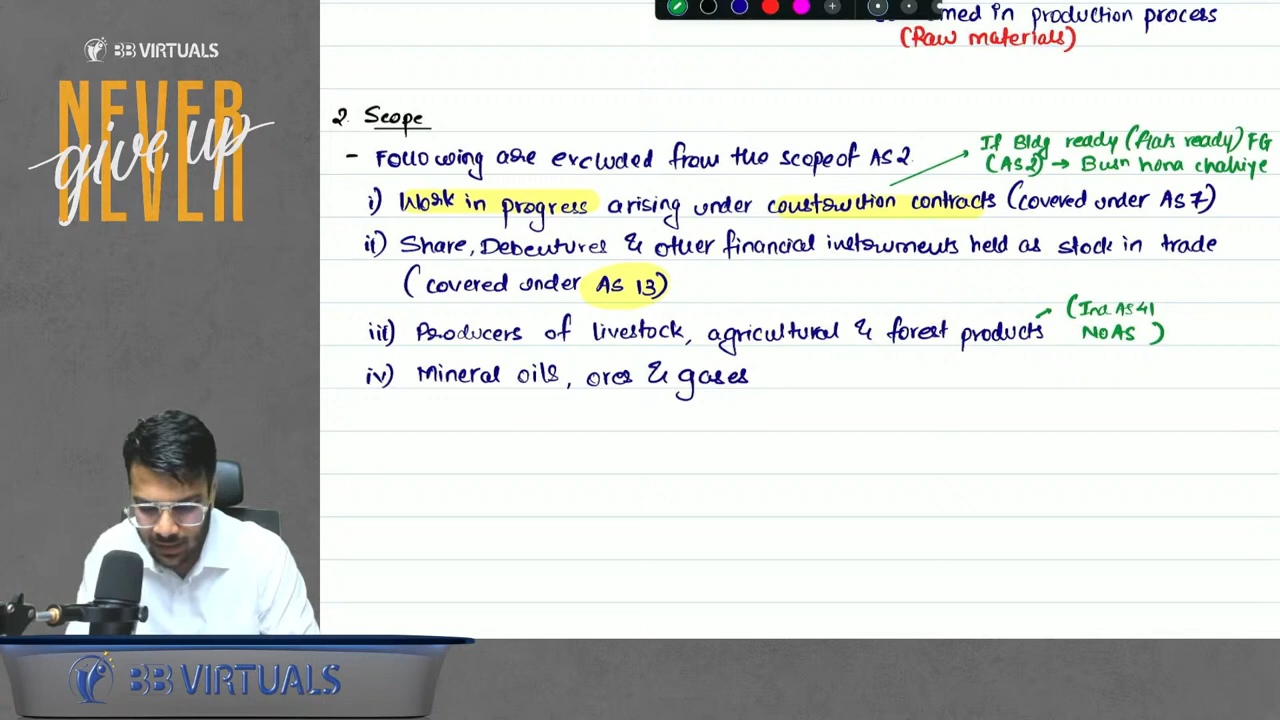 BB VIRTUALS
NEVER
give up
NEVER
in production process
(Raw materials)
2. Scope
- Following are excluded from the scope of AS 2.
If Bldg ready (flats ready) FG
(AS2) → Busn hona chahiye
i) Work in progress arising under construction contracts (covered under AS 7)
ii) Share, Debentures & other financial instruments held as stock in trade
(covered under AS 13)
iii) Producers of livestock, agricultural & forest products
(Ind AS 41
No AS )
iv) Mineral oils, ores & gases
BB VIRTUALS